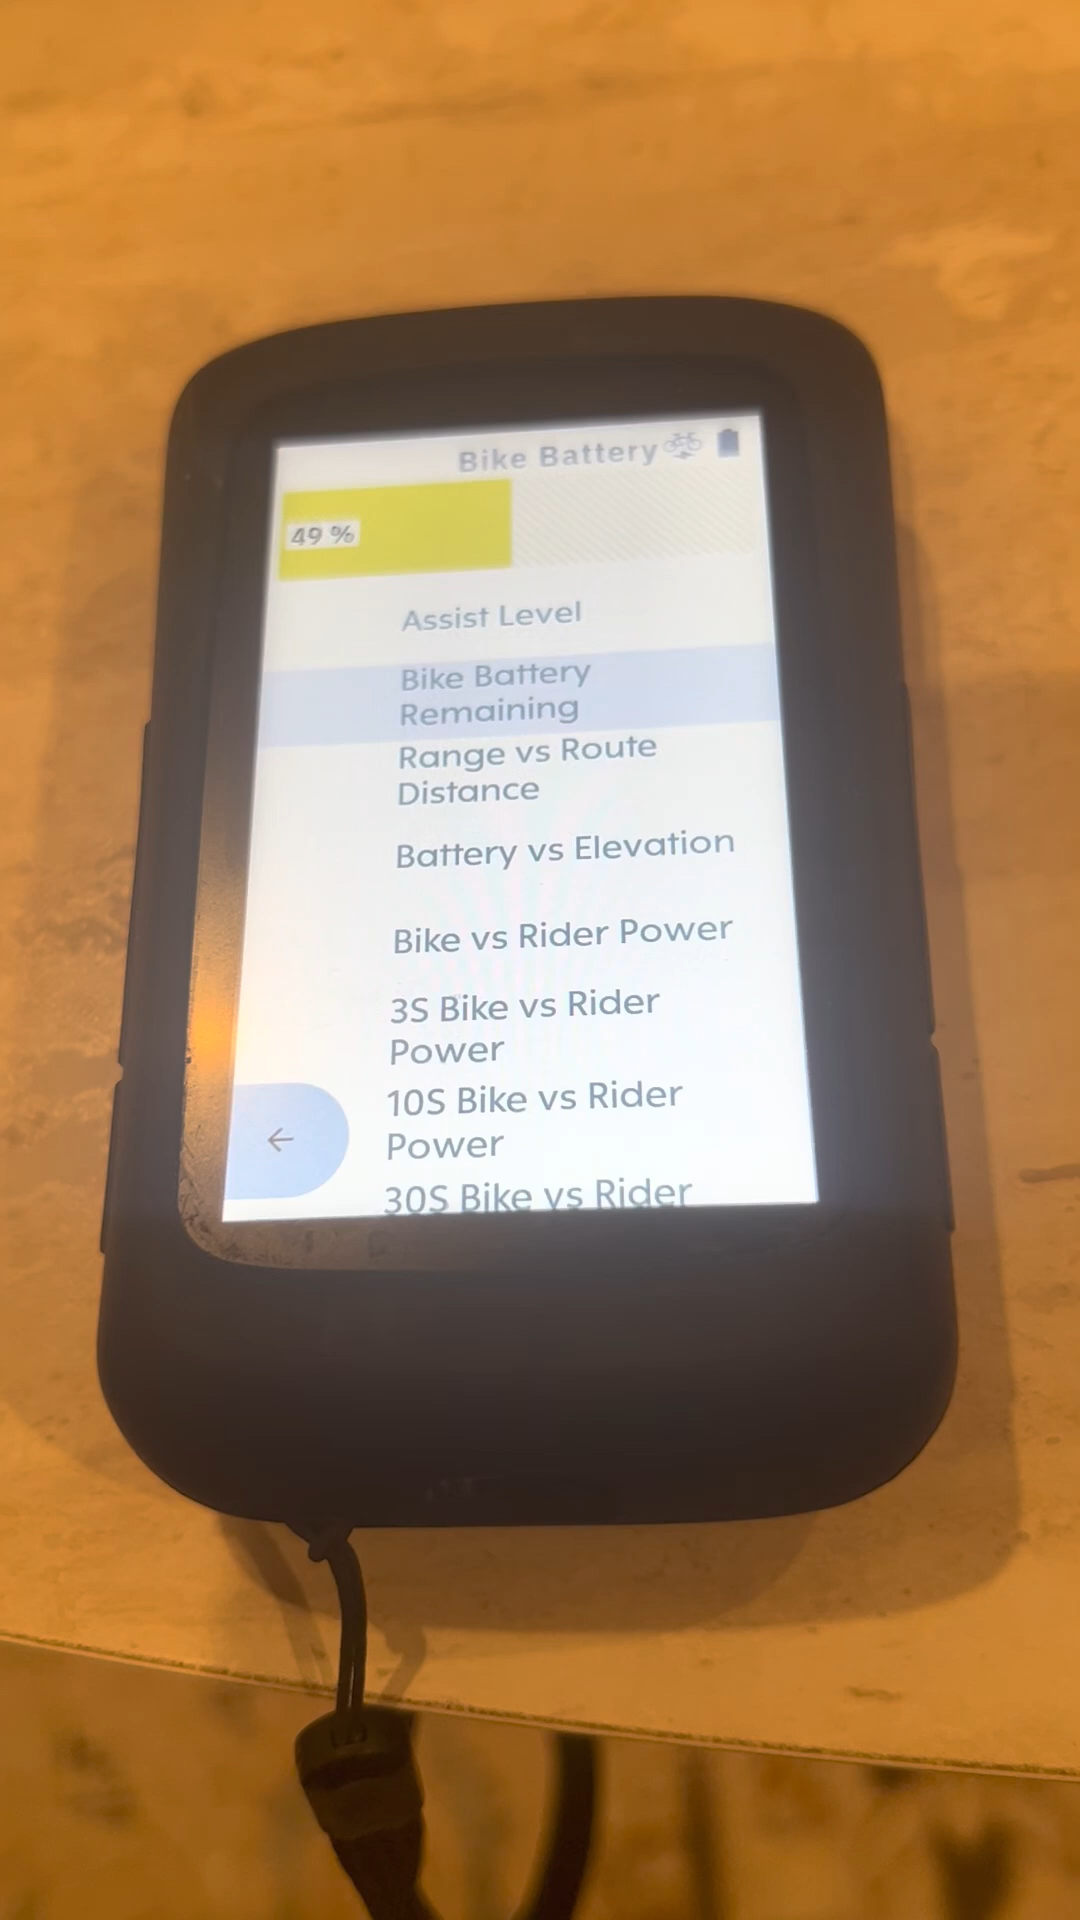 Bike Battery
49 %
Assist Level
Bike Battery
Remaining
Range vs Route
Distance
Battery vs Elevation
Bike vs Rider Power
3S Bike vs Rider
Power
10S Bike vs Rider
Power
30S Bike vs Rider